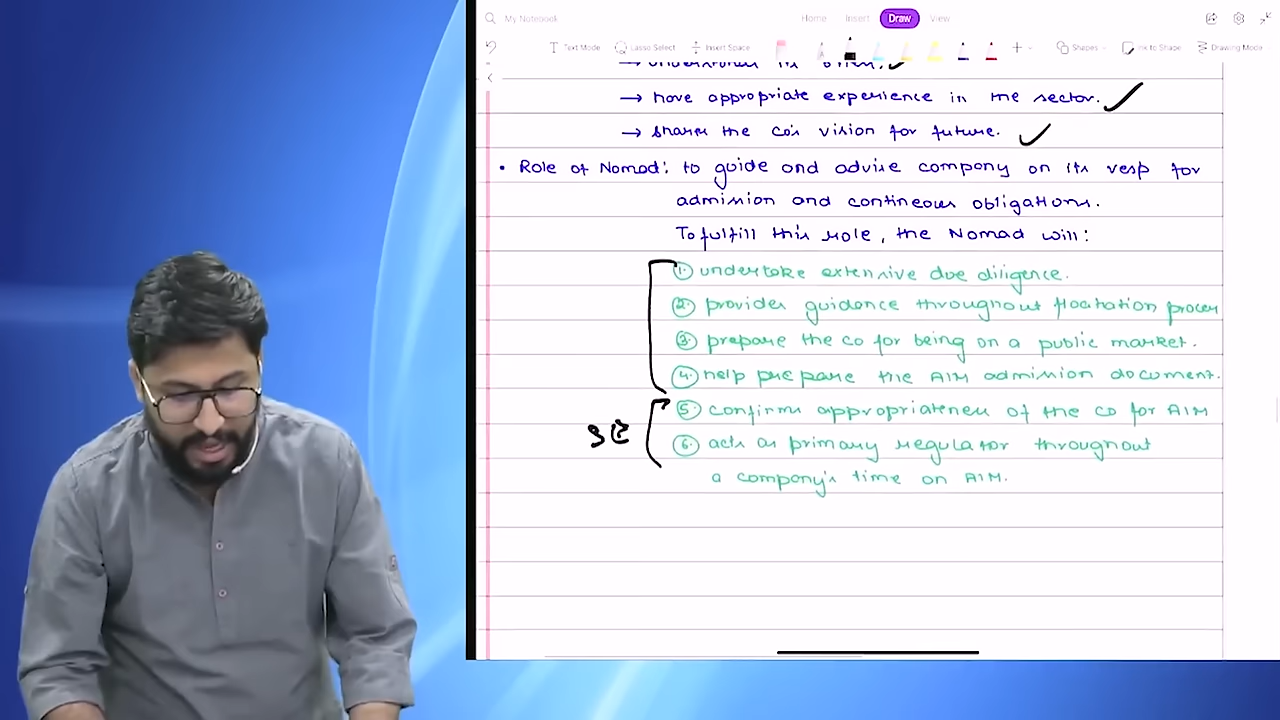 My Notebook
Home Insert Draw View
Text Mode Lasso Select Insert Space Shapes Ink to Shape Drawing Mode
→ have appropriate experience in the sector.
→ shares the co's vision for future.
• Role of Nomad: to guide and advise company on its resp for
admission and contineous obligations.
To fulfill this role, the Nomad will:
1. undertake extensive due diligence.
2. provides guidence throughout floatation process
3. prepare the co for being on a public market.
4. help prepare the AIM admission document.
5. confirms appropriateness of the co for AIM
SE
6. acts as primary regulator throughout
a company's time on AIM.